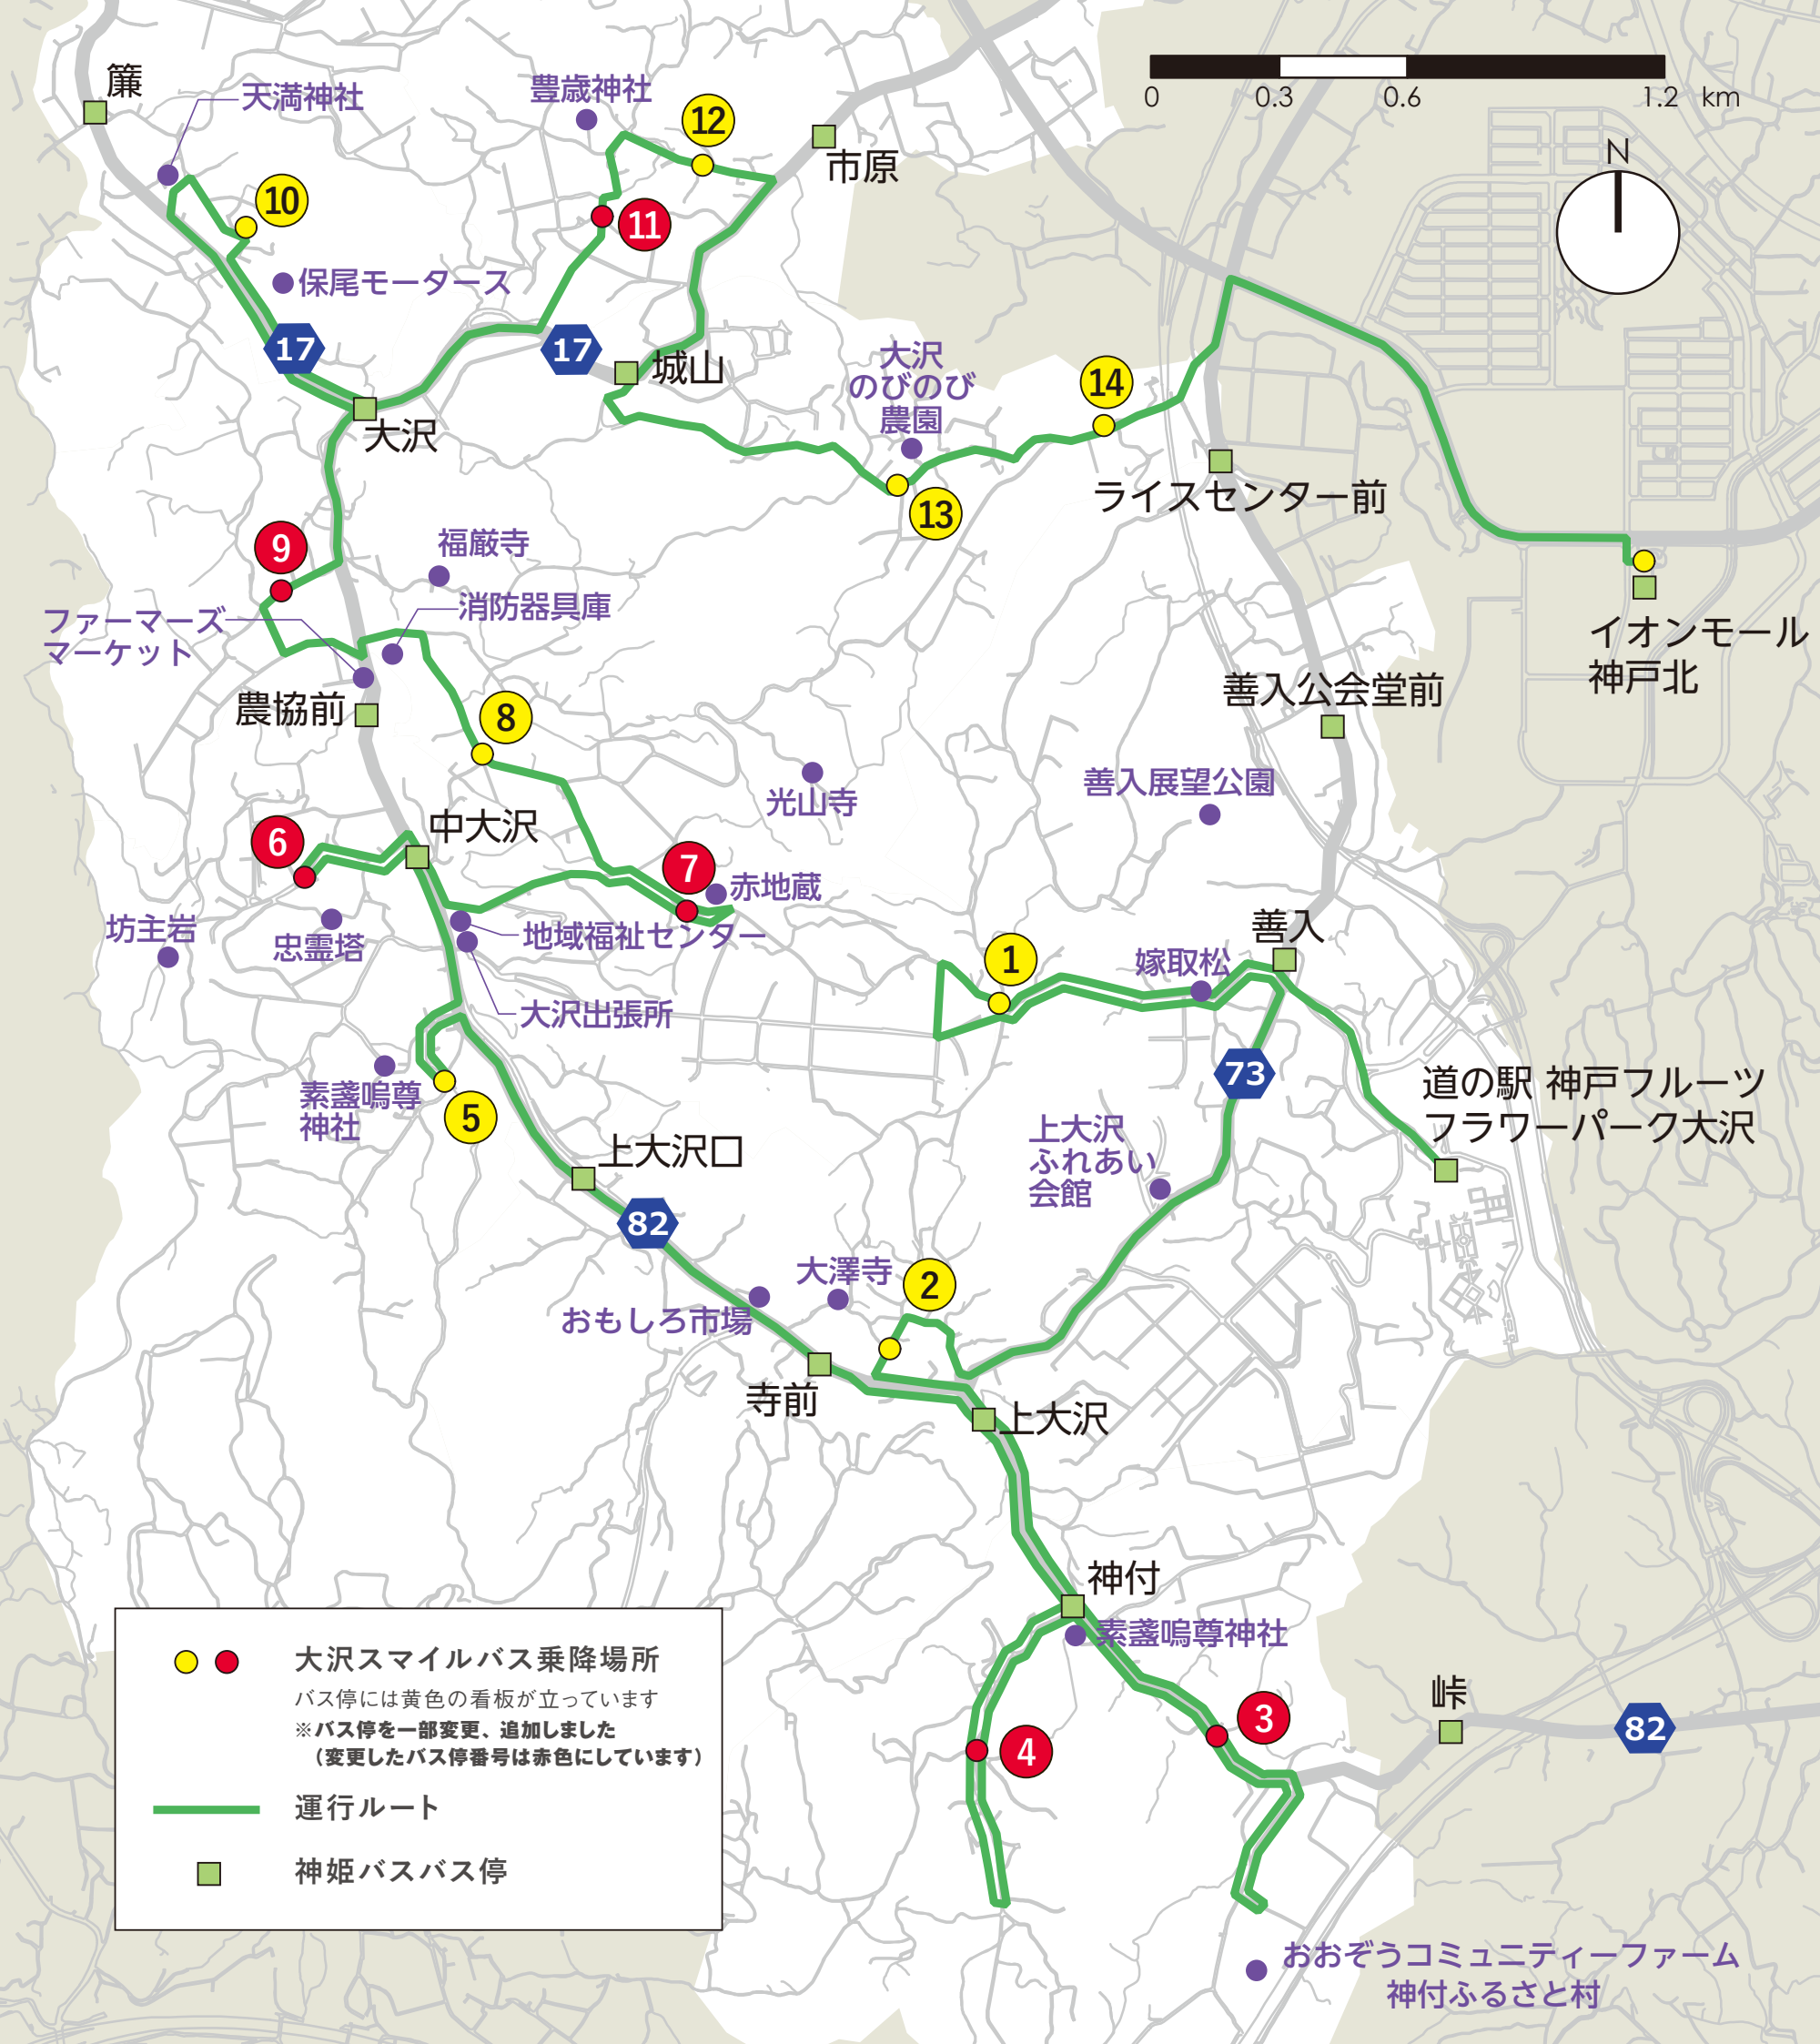 0 0.3 0.6 1.2 km
N
簾
天満神社
豊歳神社
12
市原
10
11
保尾モータース
17
17
城山
大沢
大沢
のびのび
農園
14
13
ライスセンター前
9
福厳寺
消防器具庫
ファーマーズ
マーケット
イオンモール
神戸北
農協前
8
善入公会堂前
善入展望公園
光山寺
中大沢
6
7
赤地蔵
坊主岩
忠霊塔
地域福祉センター
大沢出張所
1
嫁取松
善入
73
道の駅 神戸フルーツ
フラワーパーク大沢
素盞嗚尊
神社
5
上大沢口
上大沢
ふれあい
会館
82
大澤寺
2
おもしろ市場
寺前
上大沢
神付
素盞嗚尊神社
3
4
峠
82
おおぞうコミュニティーファーム
神付ふるさと村
大沢スマイルバス乗降場所
バス停には黄色の看板が立っています
※バス停を一部変更、追加しました
（変更したバス停番号は赤色にしています）
運行ルート
神姫バスバス停